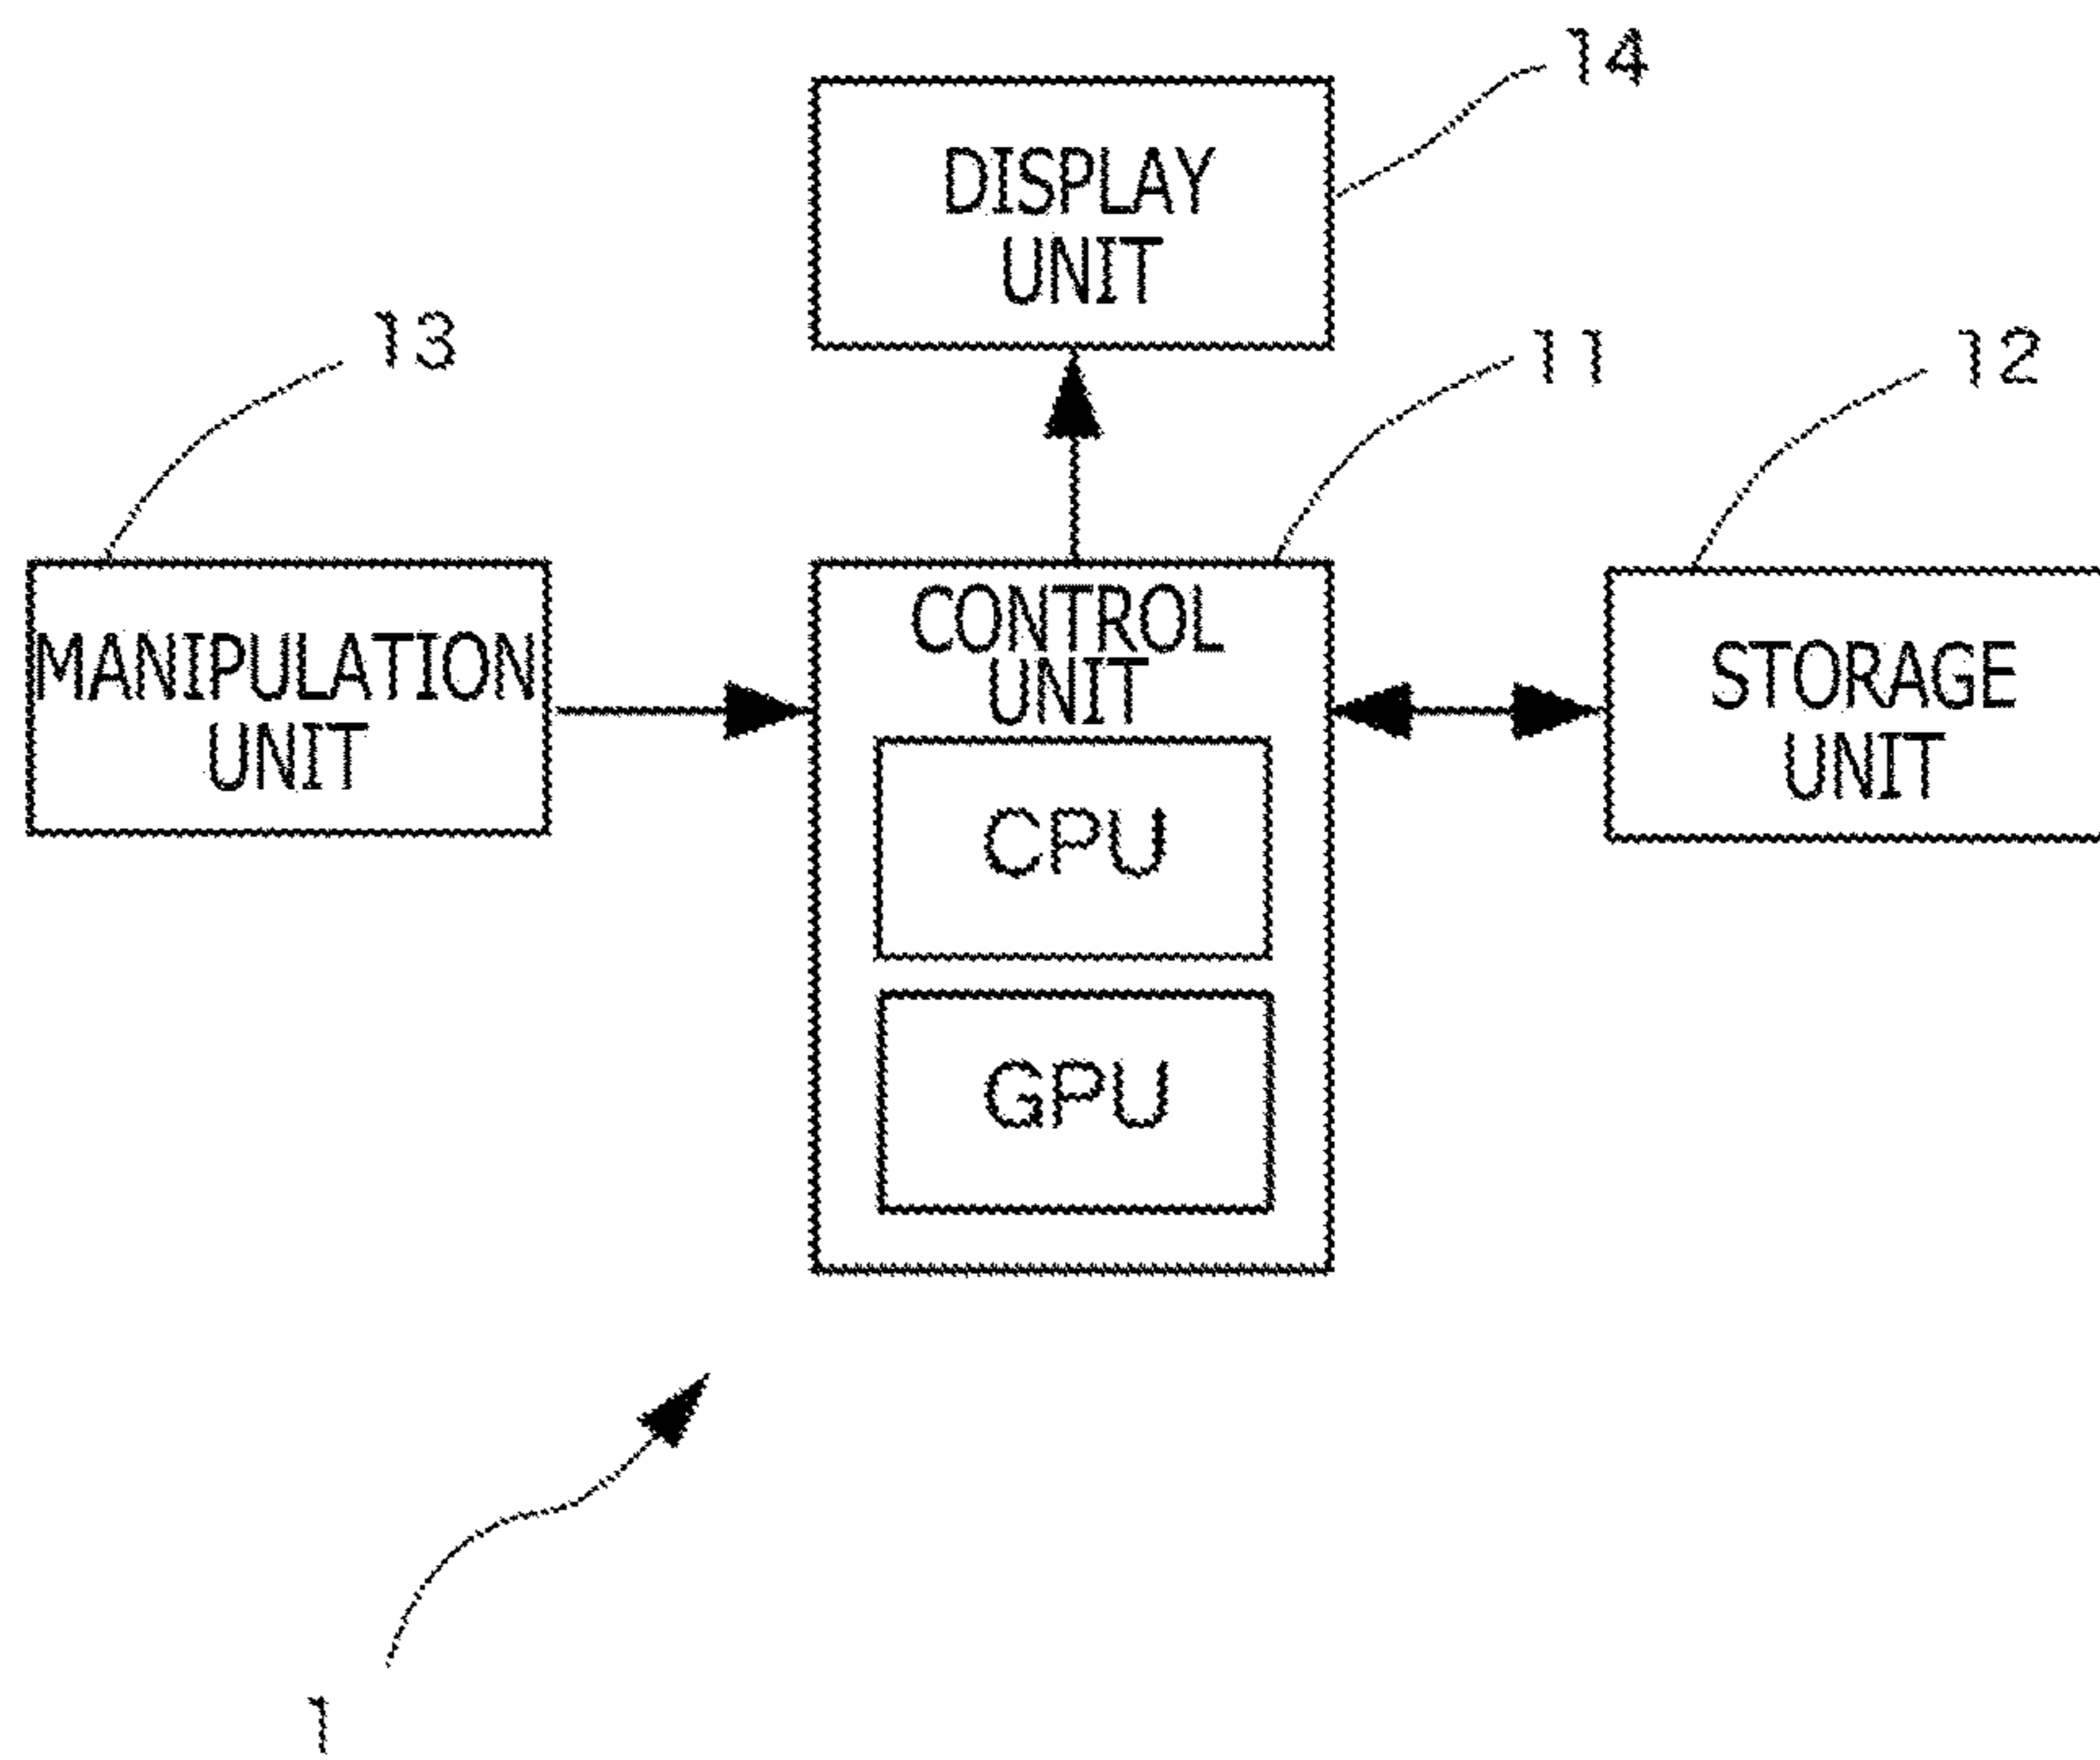 14
DISPLAY
UNIT
13
11
12
MANIPULATION
UNIT
CONTROL
UNIT
STORAGE
UNIT
CPU
GPU
1